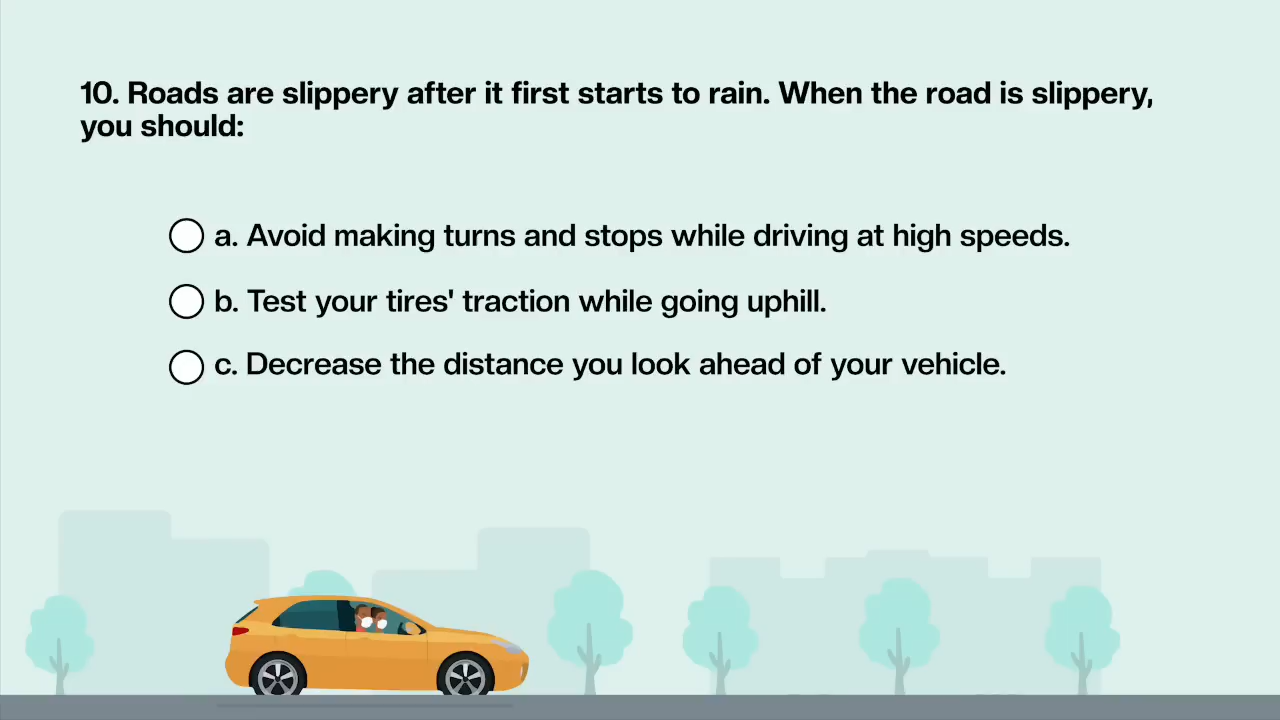 10. Roads are slippery after it first starts to rain. When the road is slippery,
you should:
a. Avoid making turns and stops while driving at high speeds.
b. Test your tires' traction while going uphill.
c. Decrease the distance you look ahead of your vehicle.